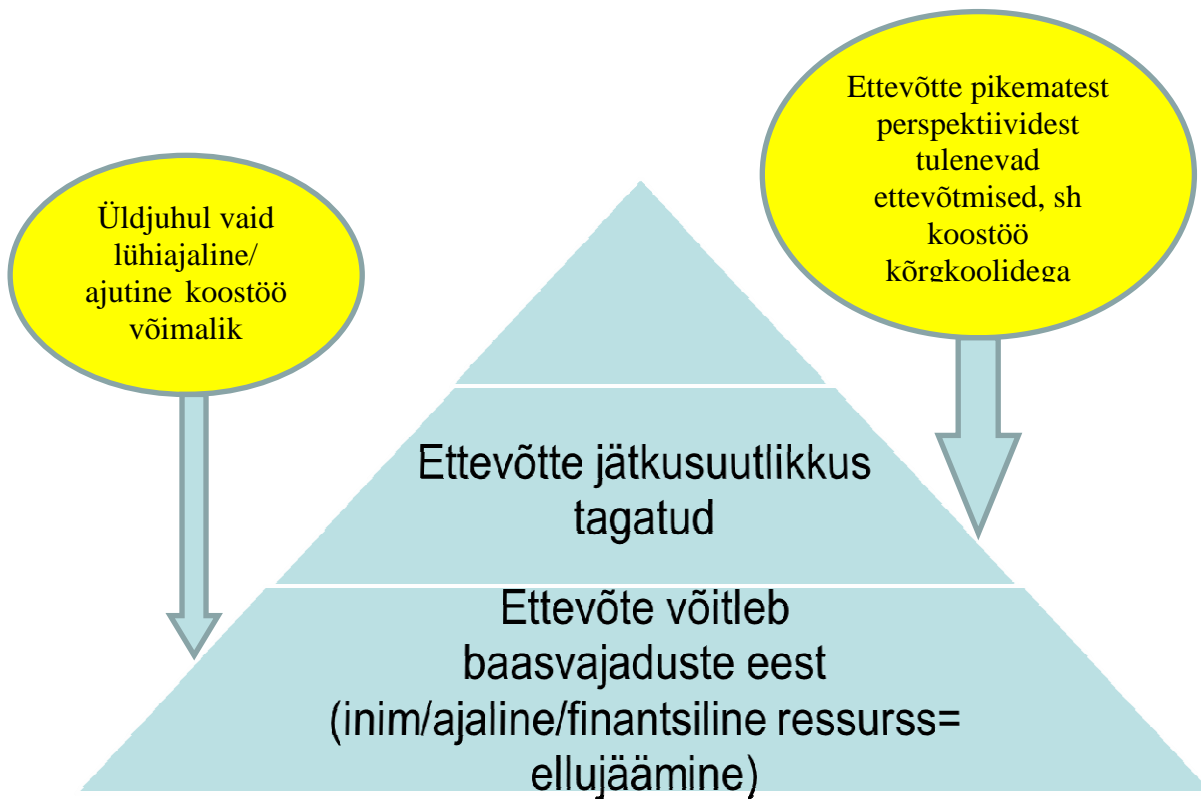 Üldjuhul vaid
lühiajaline/
ajutine koostöö
võimalik
Ettevõtte pikematest
perspektiividest
tulenevad
ettevõtmised, sh
koostöö
kõrgkoolidega
Ettevõtte jätkusuutlikkus
tagatud
Ettevõte võitleb
baasvajaduste eest
(inim/ajaline/finantsiline ressurss=
ellujäämine)